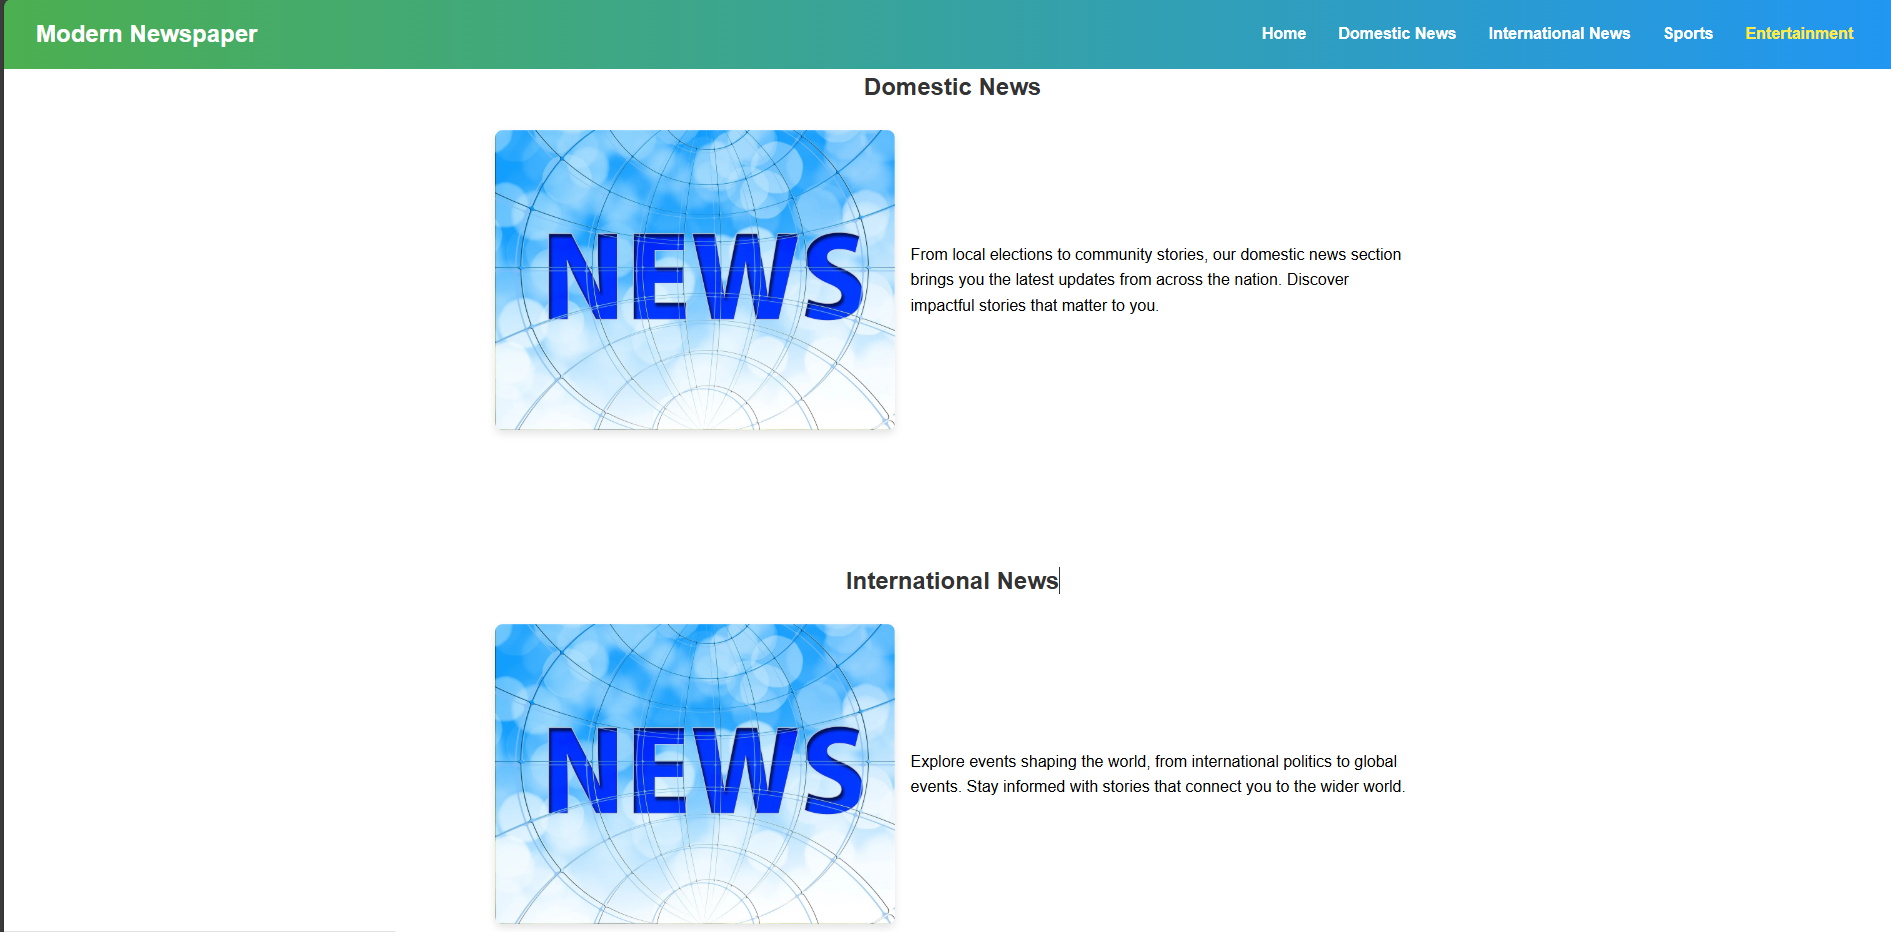 Modern Newspaper
Home Domestic News International News Sports Entertainment
Domestic News
NEWS
From local elections to community stories, our domestic news section
brings you the latest updates from across the nation. Discover
impactful stories that matter to you.
International News
NEWS
Explore events shaping the world, from international politics to global
events. Stay informed with stories that connect you to the wider world.